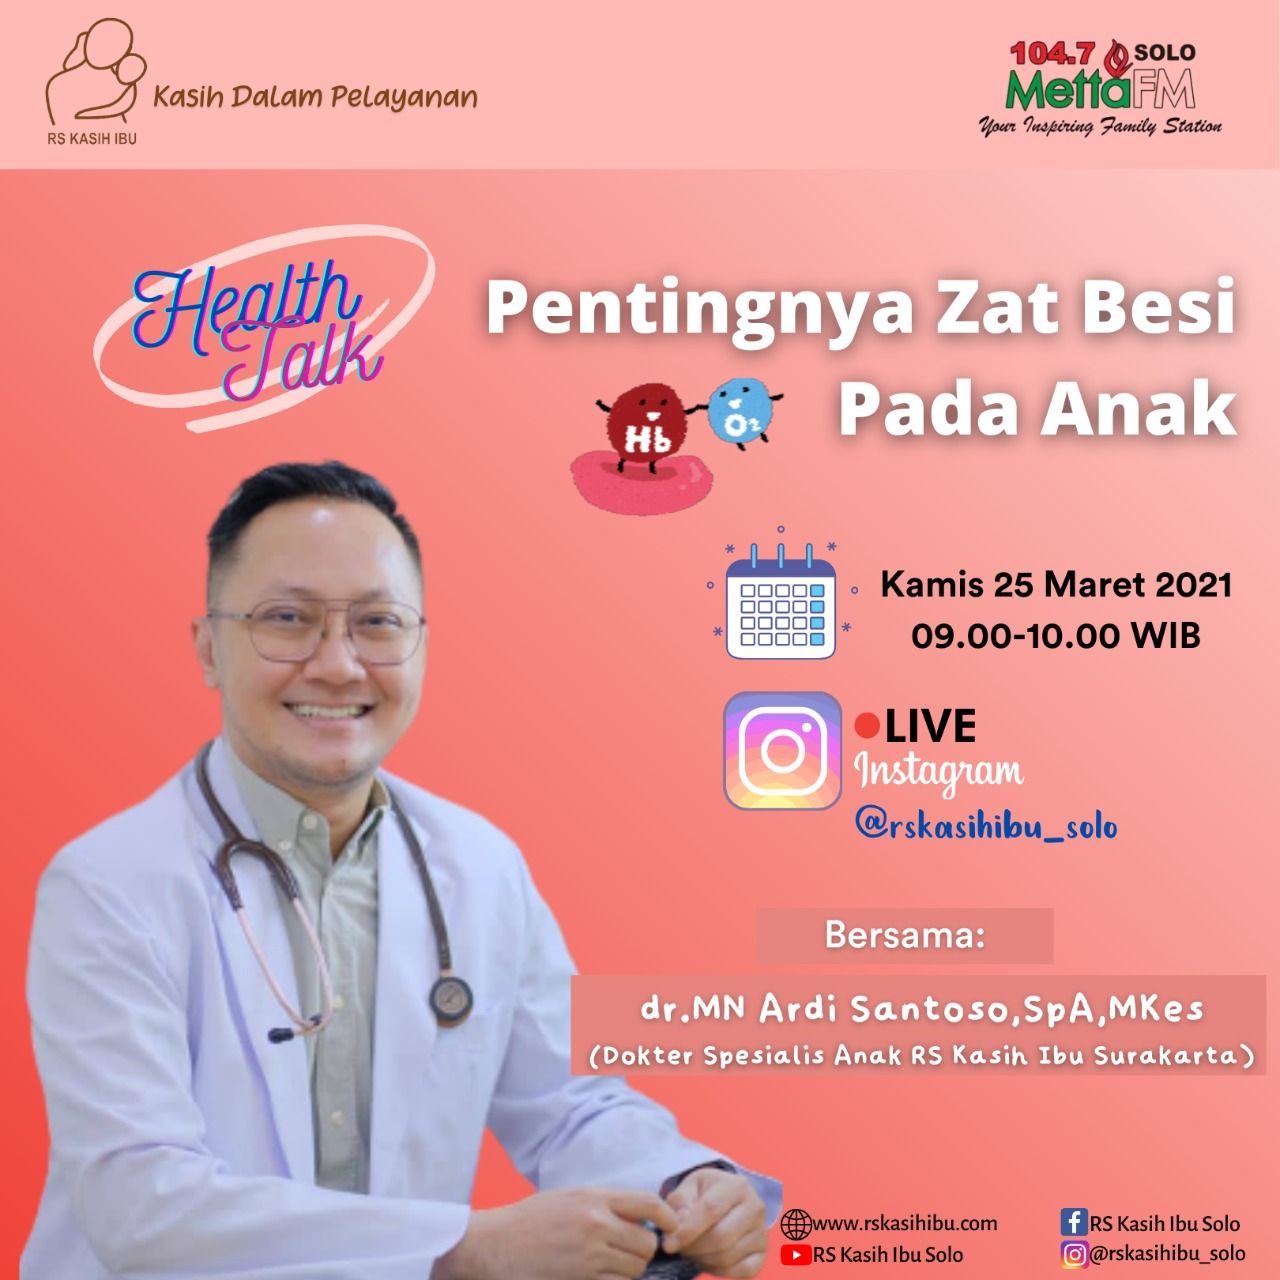 RS KASIH IBU
Kasih Dalam Pelayanan
104.7 SOLO
MettaFM
Your Inspiring Family Station
Health
Talk
Pentingnya Zat Besi
Pada Anak
Hb
O2
Kamis 25 Maret 2021
09.00-10.00 WIB
LIVE
Instagram
@rskasihibu_solo
Bersama:
dr.MN Ardi Santoso,SpA,MKes
(Dokter Spesialis Anak RS Kasih Ibu Surakarta)
www.rskasihibu.com
RS Kasih Ibu Solo
RS Kasih Ibu Solo
@rskasihibu_solo